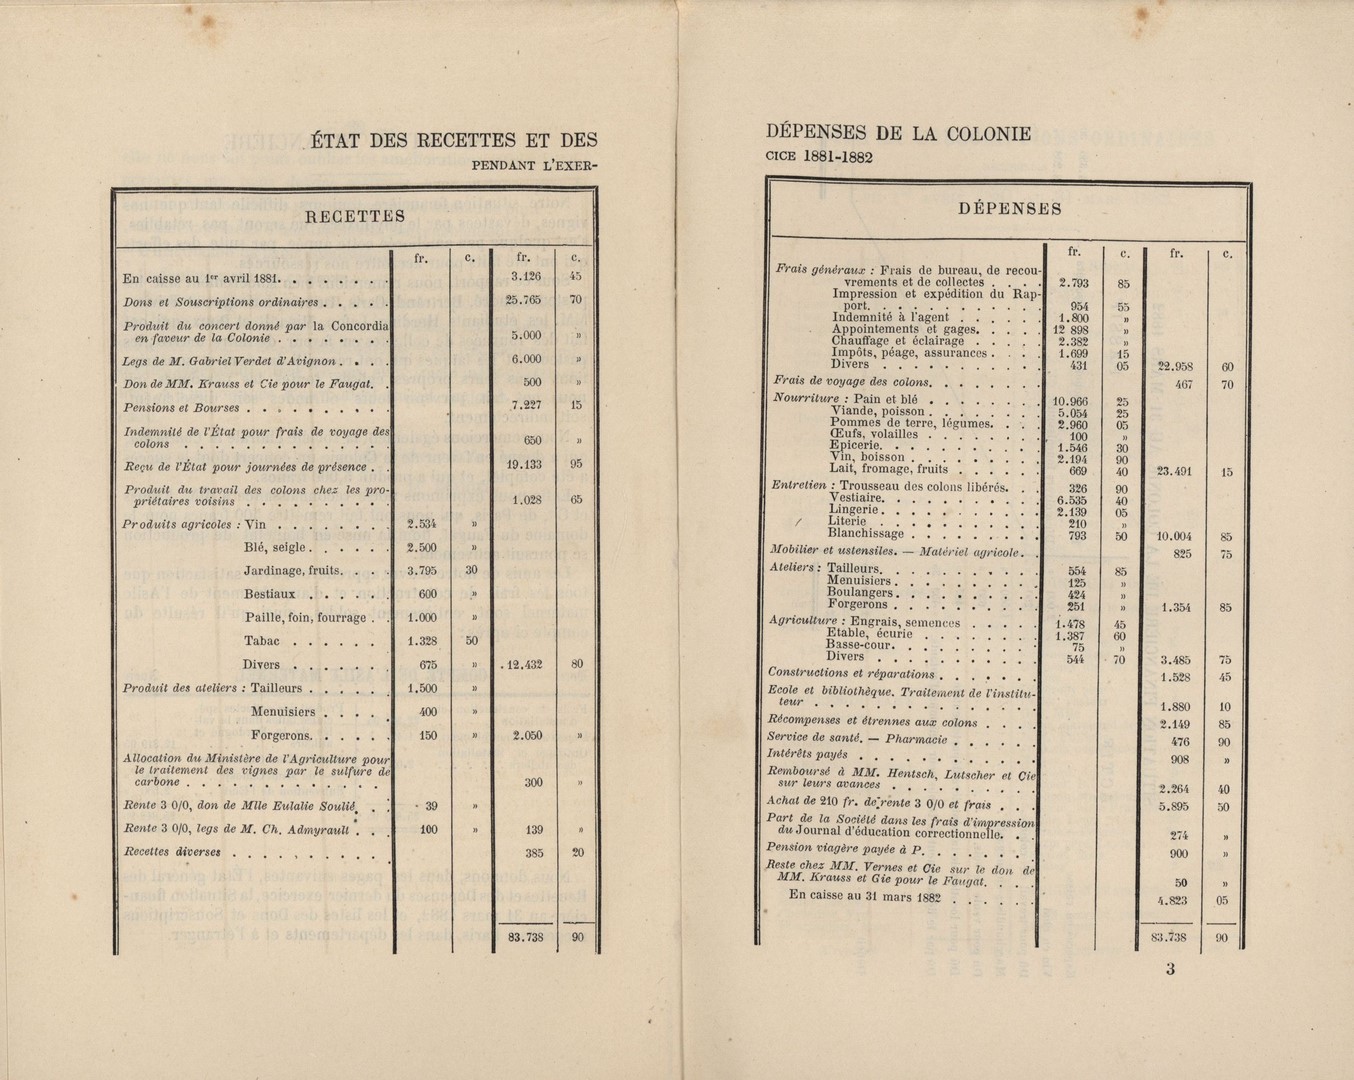 ÉTAT DES RECETTES ET DES
PENDANT L'EXER-
RECETTES
fr. c. fr. c.
En caisse au 1er avril 1881. 3.126 45
Dons et Souscriptions ordinaires 25.765 70
Produit du concert donné par la Concordia
en faveur de la Colonie 5.000 »
Legs de M. Gabriel Verdet d'Avignon 6.000 »
Don de MM. Krauss et Cie pour le Faugat. 500 »
Pensions et Bourses 7.227 15
Indemnité de l'État pour frais de voyage des
colons 650 »
Reçu de l'État pour journées de présence 19.133 95
Produit du travail des colons chez les pro-
priétaires voisins 1.028 65
Produits agricoles : Vin 2.534 »
Blé, seigle 2.500 »
Jardinage, fruits. 3.795 30
Bestiaux 600 »
Paille, foin, fourrage 1.000 »
Tabac 1.328 50
Divers 675 » 12.432 80
Produit des ateliers : Tailleurs 1.500 »
Menuisiers 400 »
Forgerons. 150 » 2.050 »
Allocation du Ministère de l'Agriculture pour
le traitement des vignes par le sulfure de
carbone 300 »
Rente 3 0/0, don de Mlle Eulalie Soulié 39 »
Rente 3 0/0, legs de M. Ch. Admyrault 100 » 139 »
Recettes diverses 385 20
83.738 90
DÉPENSES DE LA COLONIE
CICE 1881-1882
DÉPENSES
fr. c. fr. c.
Frais généraux : Frais de bureau, de recou-
vrements et de collectes 2.793 85
Impression et expédition du Rap-
port. 954 55
Indemnité à l'agent 1.800 »
Appointements et gages. 12 898 »
Chauffage et éclairage 2.382 »
Impôts, péage, assurances 1.699 15
Divers 431 05 22.958 60
Frais de voyage des colons. 467 70
Nourriture : Pain et blé 10.966 25
Viande, poisson 5.054 25
Pommes de terre, légumes. 2.960 05
Œufs, volailles 100 »
Epicerie. 1.546 30
Vin, boisson 2.194 90
Lait, fromage, fruits 669 40 23.491 15
Entretien : Trousseau des colons libérés. 326 90
Vestiaire. 6.535 40
Lingerie 2.139 05
Literie 210 »
Blanchissage 793 50 10.004 85
Mobilier et ustensiles. — Matériel agricole. 825 75
Ateliers : Tailleurs. 554 85
Menuisiers 125 »
Boulangers. 424 »
Forgerons 251 » 1.354 85
Agriculture : Engrais, semences 1.478 45
Etable, écurie 1.387 60
Basse-cour. 75 »
Divers 544 70 3.485 75
Constructions et réparations 1.528 45
Ecole et bibliothèque. Traitement de l'institu-
teur 1.880 10
Récompenses et étrennes aux colons 2.149 85
Service de santé. — Pharmacie 476 90
Intérêts payés 908 »
Remboursé à MM. Hentsch, Lutscher et Cie
sur leurs avances 2.264 40
Achat de 210 fr. de rente 3 0/0 et frais 5.895 50
Part de la Société dans les frais d'impression
du Journal d'éducation correctionnelle. 274 »
Pension viagère payée à P. 900 »
Reste chez MM. Vernes et Cie sur le don de
MM. Krauss et Cie pour le Faugat. 50 »
En caisse au 31 mars 1882 4.823 05
83.738 90
3